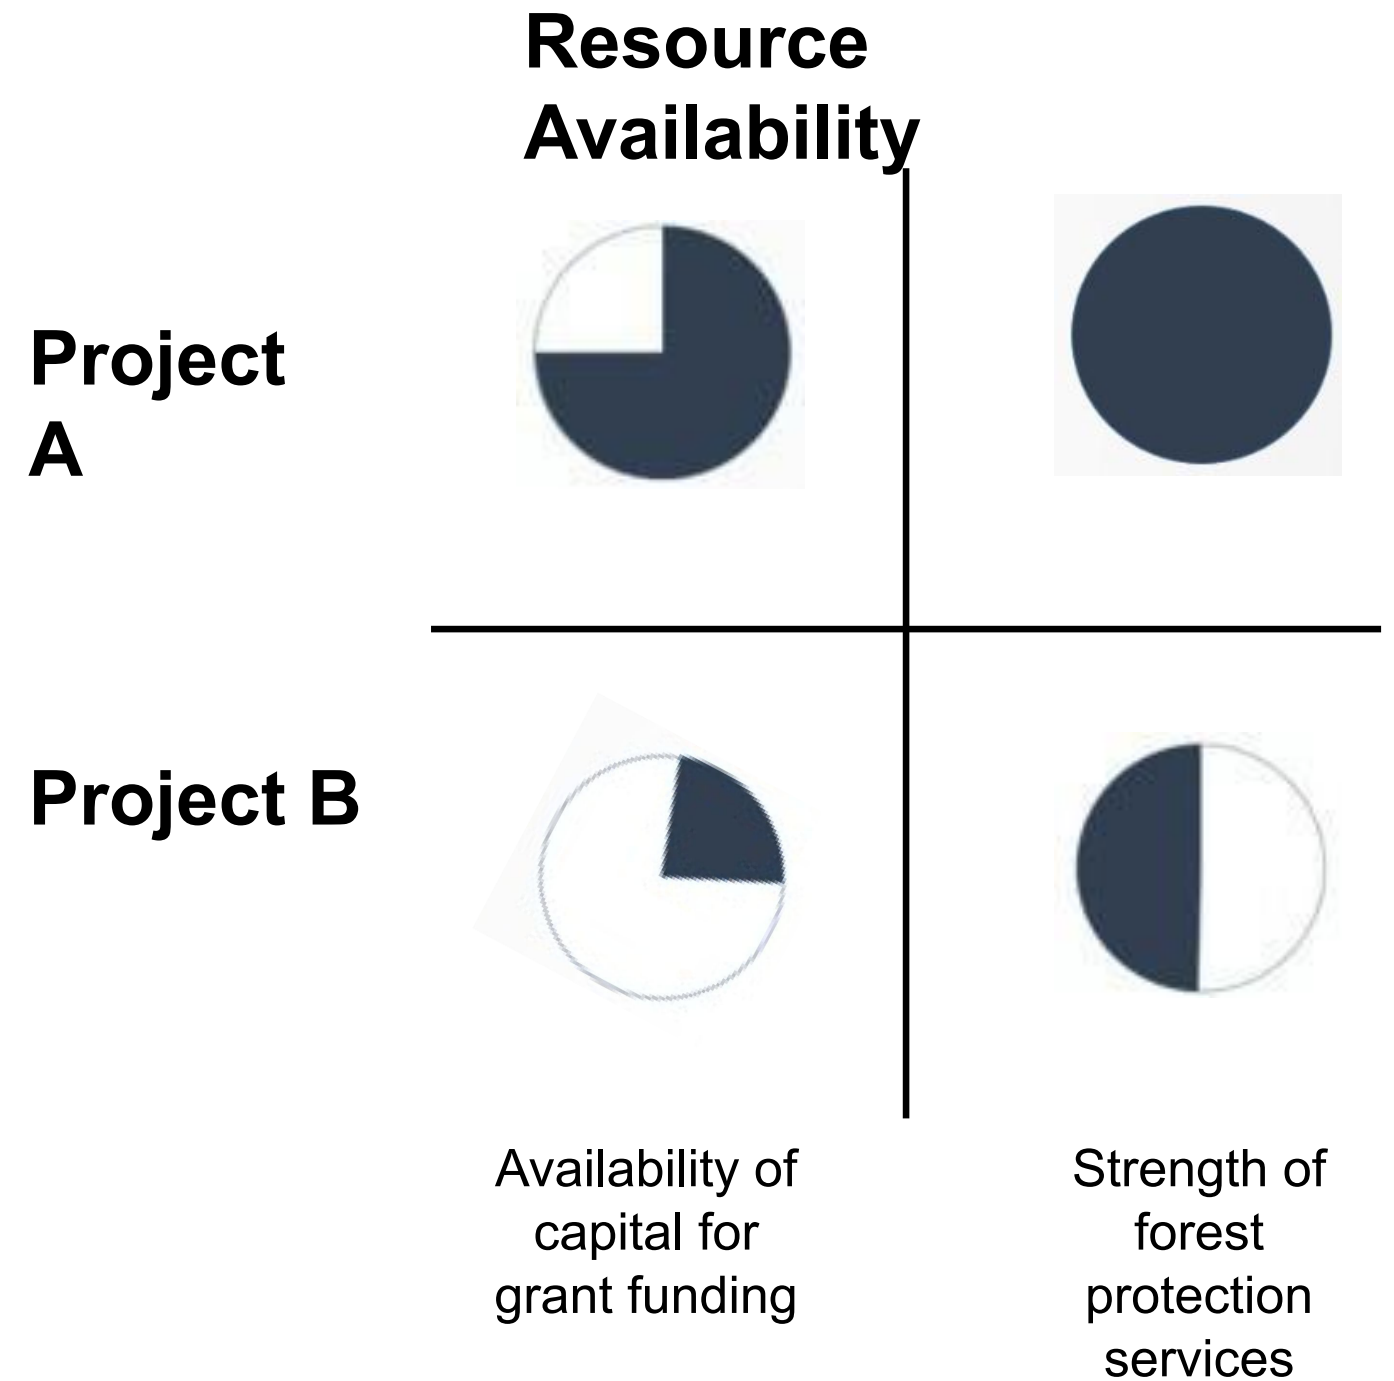 Resource
Availability
Project
A
Project B
Availability of
capital for
grant funding
Strength of
forest
protection
services